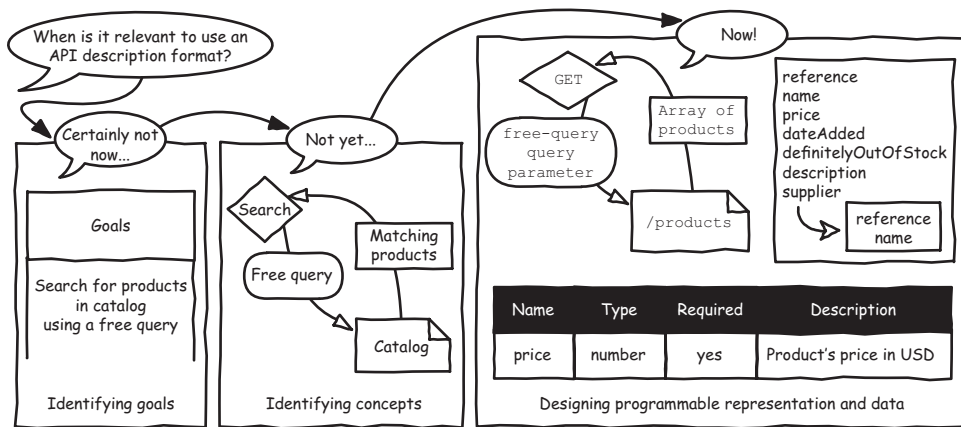 When is it relevant to use an
API description format?
Certainly not
now...
Not yet...
Now!
Goals
Search for products
in catalog
using a free query
Identifying goals
Search
Matching
products
Free query
Catalog
Identifying concepts
GET
Array of
products
free-query
query
parameter
/products
reference
name
price
dateAdded
definitelyOutOfStock
description
supplier
reference
name
Name Type Required Description
price number yes Product's price in USD
Designing programmable representation and data